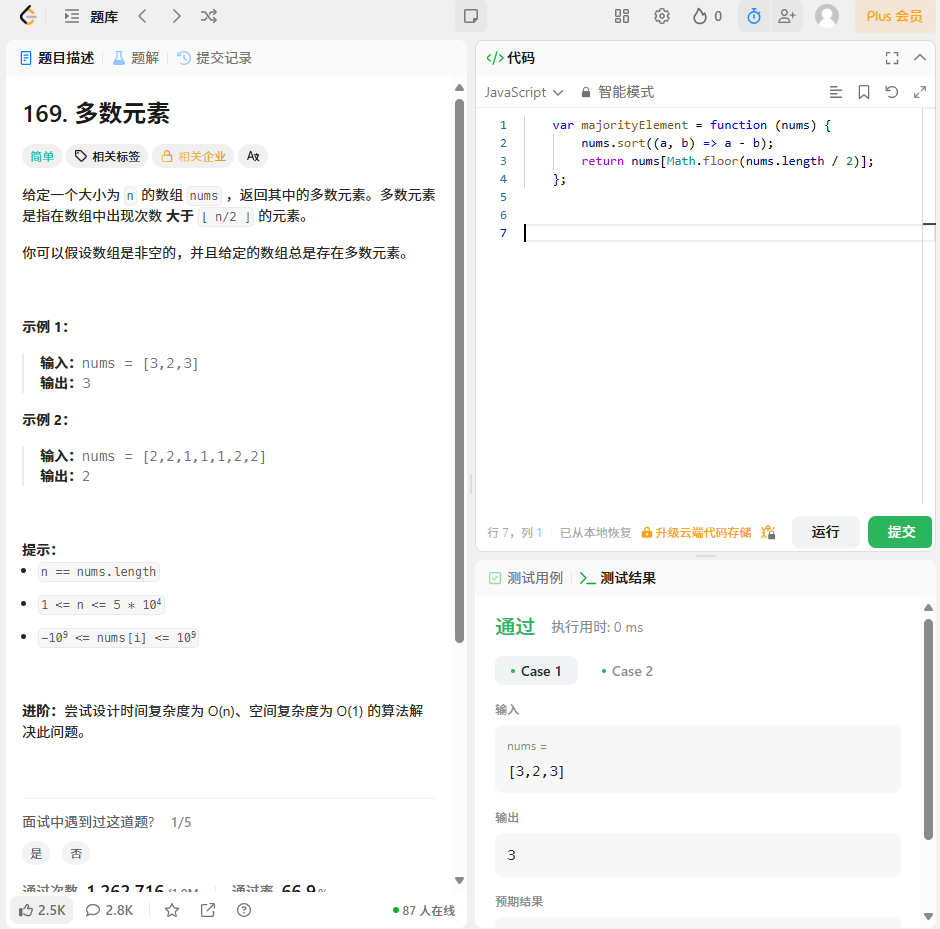 题库
0
Plus 会员
题目描述
题解
提交记录
169. 多数元素
简单
相关标签
相关企业
给定一个大小为 n 的数组 nums ，返回其中的多数元素。多数元素
是指在数组中出现次数 大于 ⌊ n/2 ⌋ 的元素。
你可以假设数组是非空的，并且给定的数组总是存在多数元素。
示例 1：
输入：nums = [3,2,3]
输出：3
示例 2：
输入：nums = [2,2,1,1,1,2,2]
输出：2
提示：
n == nums.length
1 <= n <= 5 * 10⁴
-10⁹ <= nums[i] <= 10⁹
进阶：尝试设计时间复杂度为 O(n)、空间复杂度为 O(1) 的算法解
决此问题。
面试中遇到过这道题? 1/5
是
否
通过次数 1,262,716/1.9M 通过率 66.9%
2.5K
2.8K
87 人在线
</>代码
JavaScript
智能模式
1 var majorityElement = function (nums) {
2 nums.sort((a, b) => a - b);
3 return nums[Math.floor(nums.length / 2)];
4 };
5
6
7
行 7，列 1
已从本地恢复
升级云端代码存储
运行
提交
测试用例
测试结果
通过 执行用时: 0 ms
Case 1
Case 2
输入
nums =
[3,2,3]
输出
3
预期结果